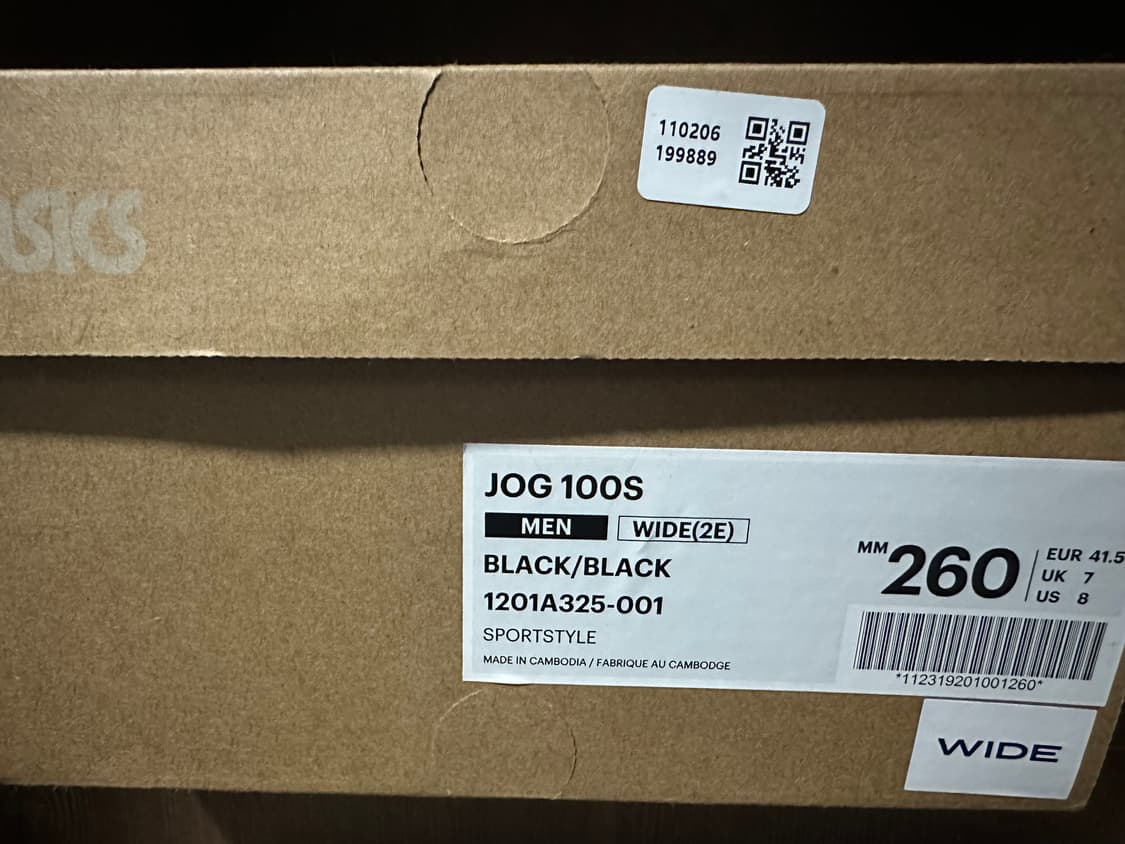 asics
110206
199889
JOG 100S
MEN WIDE(2E)
BLACK/BLACK
1201A325-001
SPORTSTYLE
MADE IN CAMBODIA / FABRIQUE AU CAMBODGE
MM 260
EUR 41.5
UK 7
US 8
*112319201001260*
WIDE